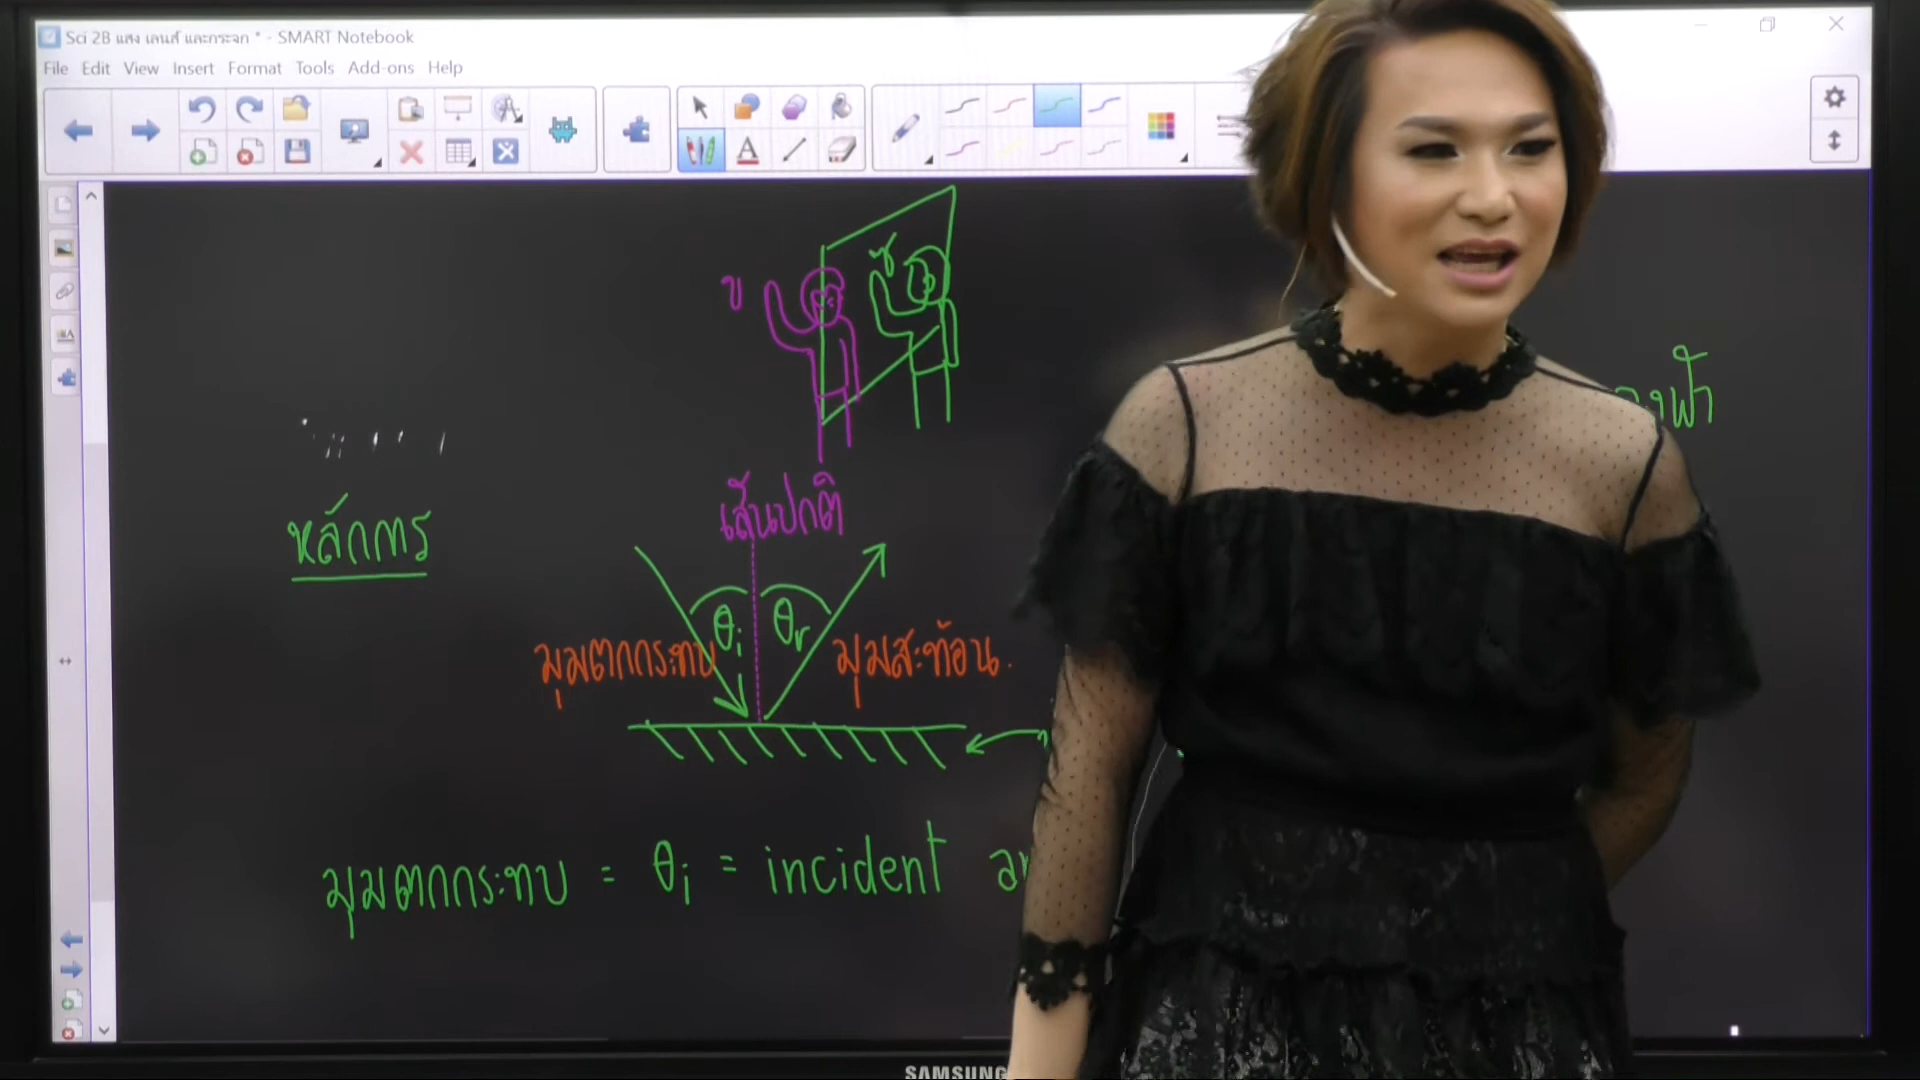 Sci 2B แสง เลนส์ และกระจก * - SMART Notebook
File Edit View Insert Format Tools Add-ons Help
ข ซ
เส้นปกติ
หลักการ
θi θr
มุมตกกระทบ มุมสะท้อน.
มุมตกกระทบ = θi = incident
SAMSUNG